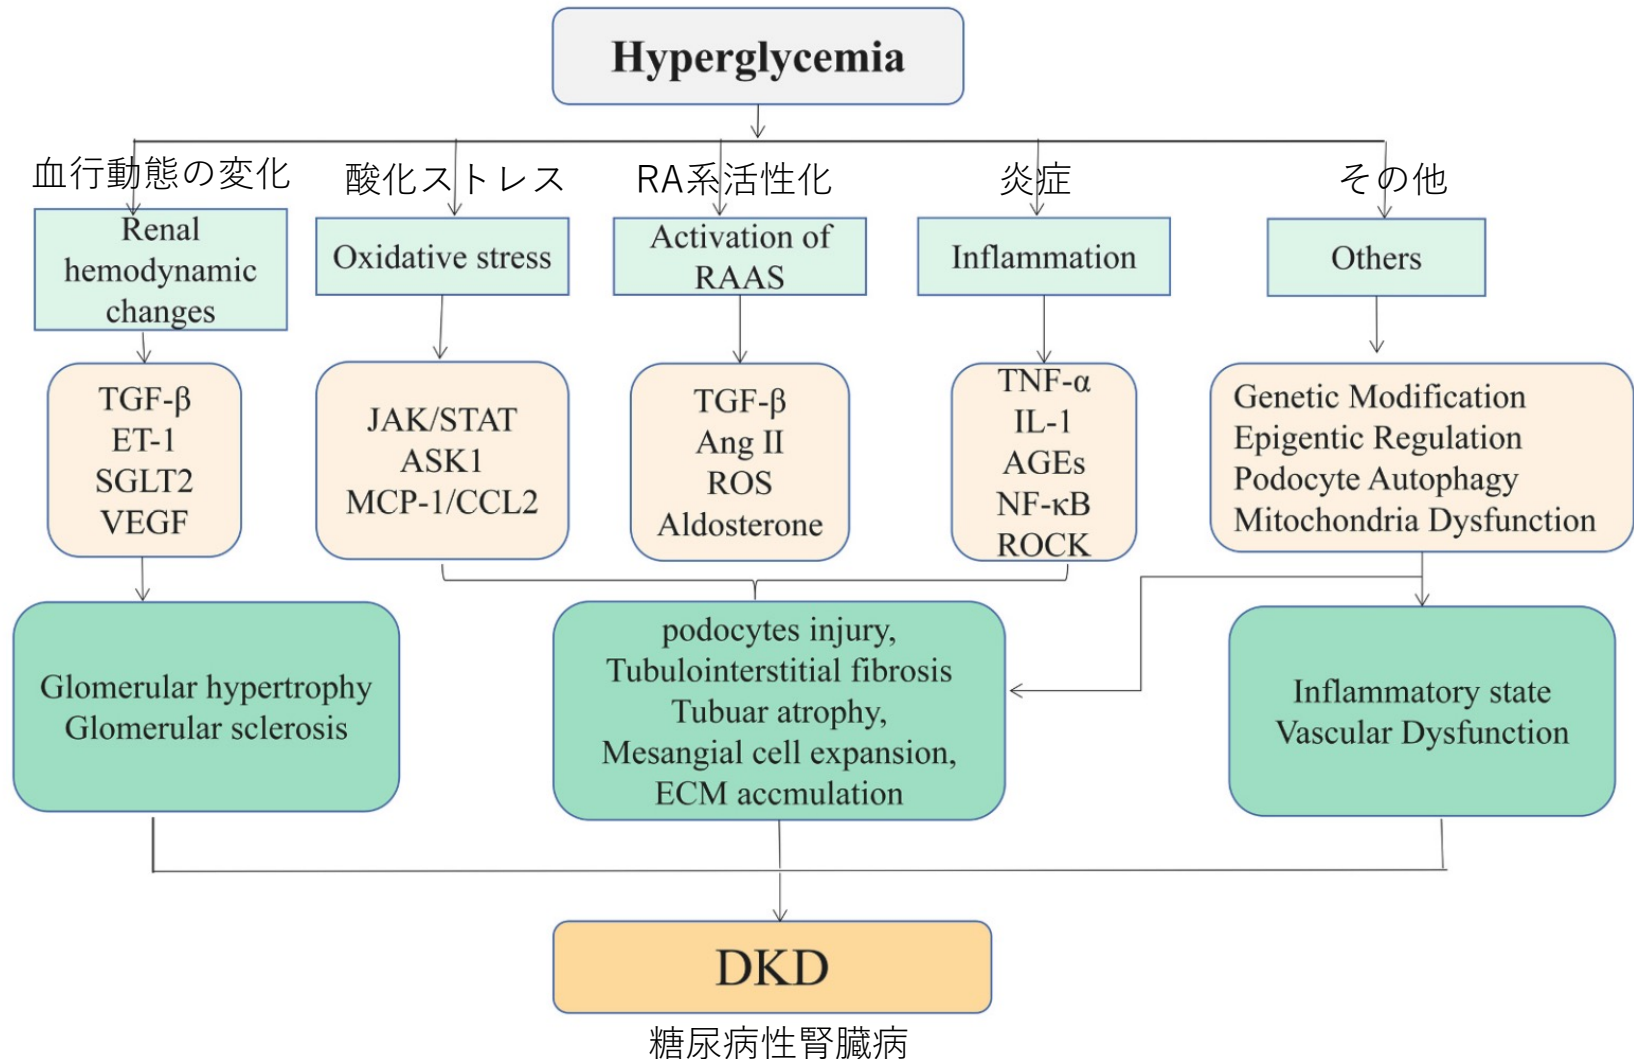 Hyperglycemia
血行動態の変化
酸化ストレス
RA系活性化
炎症
その他
Renal
hemodynamic
changes
Oxidative stress
Activation of
RAAS
Inflammation
Others
TGF-β
ET-1
SGLT2
VEGF
JAK/STAT
ASK1
MCP-1/CCL2
TGF-β
Ang II
ROS
Aldosterone
TNF-α
IL-1
AGEs
NF-κB
ROCK
Genetic Modification
Epigentic Regulation
Podocyte Autophagy
Mitochondria Dysfunction
Glomerular hypertrophy
Glomerular sclerosis
podocytes injury,
Tubulointerstitial fibrosis
Tubuar atrophy,
Mesangial cell expansion,
ECM accmulation
Inflammatory state
Vascular Dysfunction
DKD
糖尿病性腎臓病